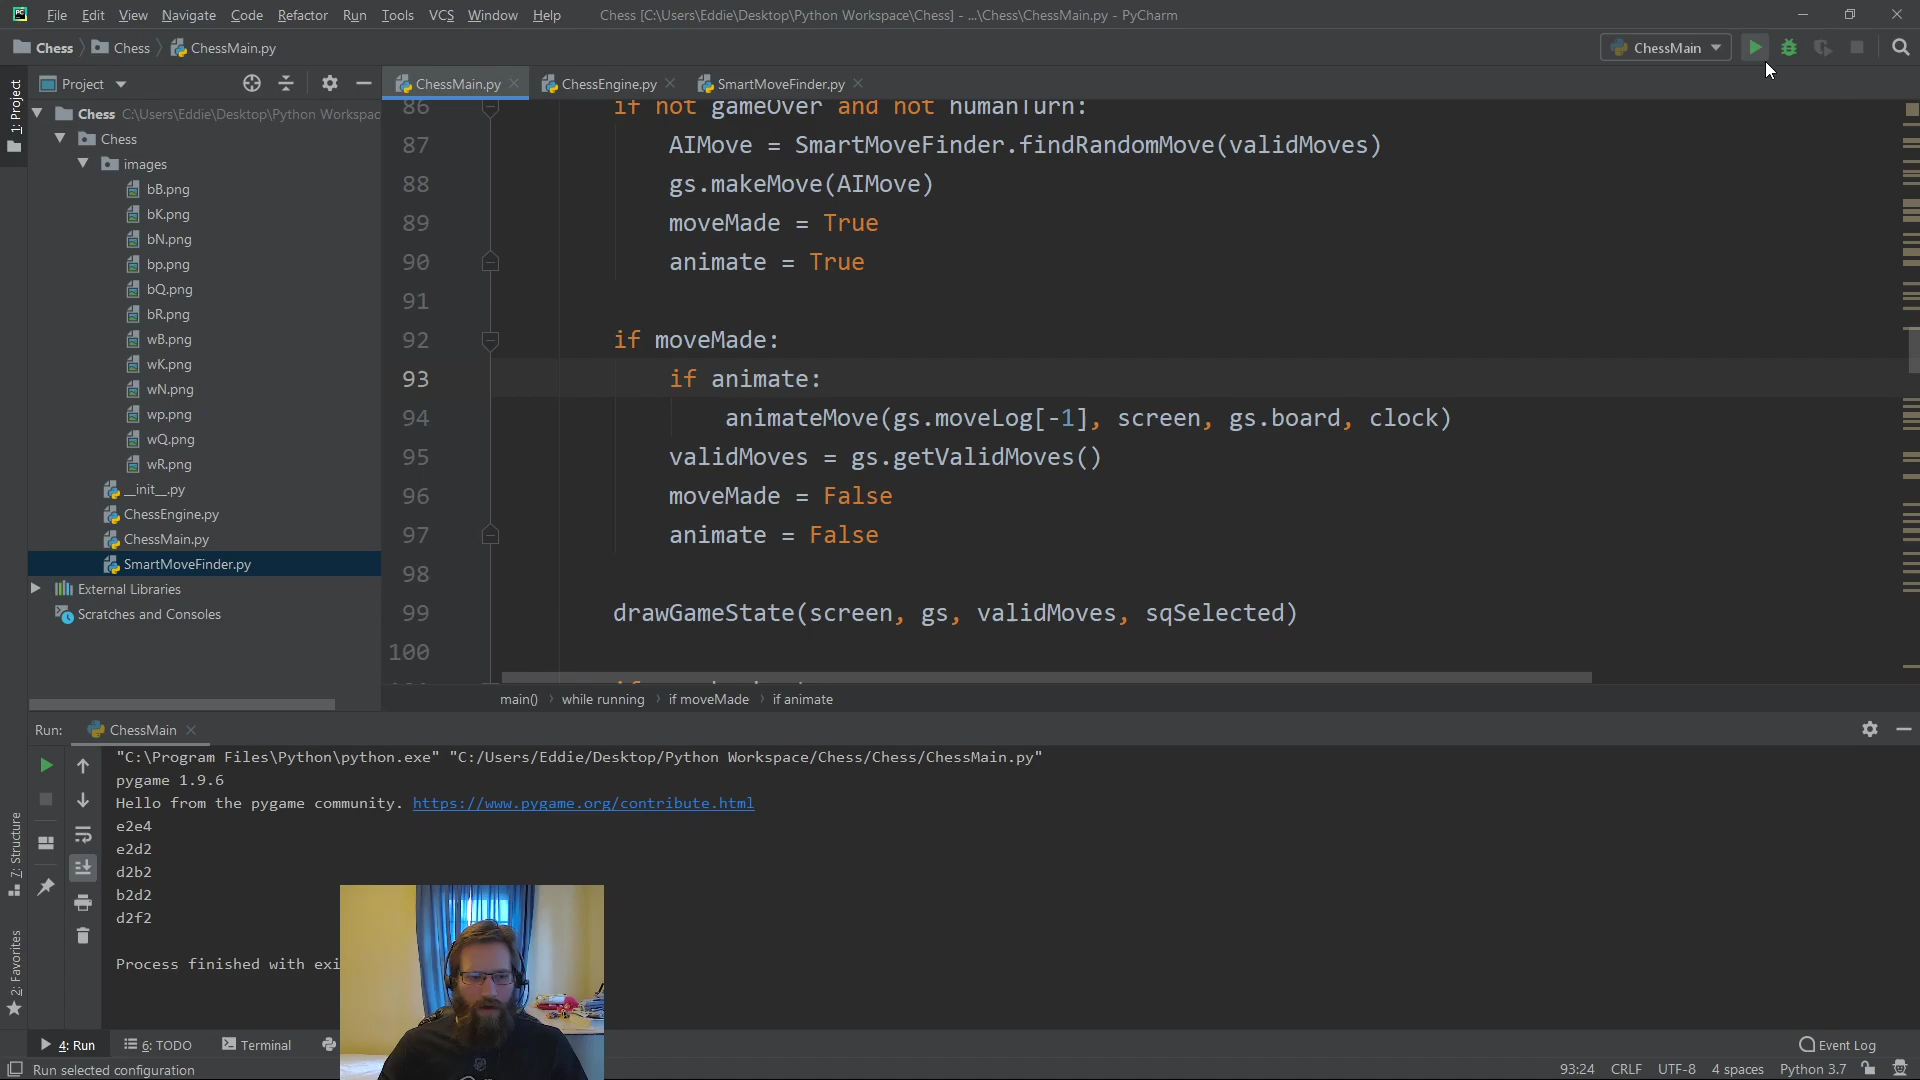 File Edit View Navigate Code Refactor Run Tools VCS Window Help Chess [C:\Users\Eddie\Desktop\Python Workspace\Chess] - ...\Chess\ChessMain.py - PyCharm
Chess Chess ChessMain.py ChessMain
Project ChessMain.py ChessEngine.py SmartMoveFinder.py
1: Project
Chess C:\Users\Eddie\Desktop\Python Workspac
Chess
images
bB.png
bK.png
bN.png
bp.png
bQ.png
bR.png
wB.png
wK.png
wN.png
wp.png
wQ.png
wR.png
__init__.py
ChessEngine.py
ChessMain.py
SmartMoveFinder.py
External Libraries
Scratches and Consoles
86 if not gameOver and not humanTurn:
87 AIMove = SmartMoveFinder.findRandomMove(validMoves)
88 gs.makeMove(AIMove)
89 moveMade = True
90 animate = True
91
92 if moveMade:
93 if animate:
94 animateMove(gs.moveLog[-1], screen, gs.board, clock)
95 validMoves = gs.getValidMoves()
96 moveMade = False
97 animate = False
98
99 drawGameState(screen, gs, validMoves, sqSelected)
100
main() while running if moveMade if animate
Run: ChessMain
"C:\Program Files\Python\python.exe" "C:/Users/Eddie/Desktop/Python Workspace/Chess/Chess/ChessMain.py"
pygame 1.9.6
Hello from the pygame community. https://www.pygame.org/contribute.html
e2e4
e2d2
d2b2
b2d2
d2f2
Process finished with exi
7: Structure
2: Favorites
4: Run 6: TODO Terminal Event Log
Run selected configuration 93:24 CRLF UTF-8 4 spaces Python 3.7